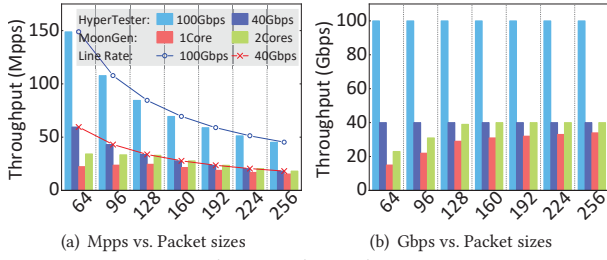 HyperTester: 100Gbps 40Gbps
MoonGen: 1Core 2Cores
Line Rate: 100Gbps 40Gbps
Throughput (Mpps)
150
100
50
0
64 96 128 160 192 224 256
(a) Mpps vs. Packet sizes
Throughput (Gbps)
100
80
60
40
20
0
64 96 128 160 192 224 256
(b) Gbps vs. Packet sizes